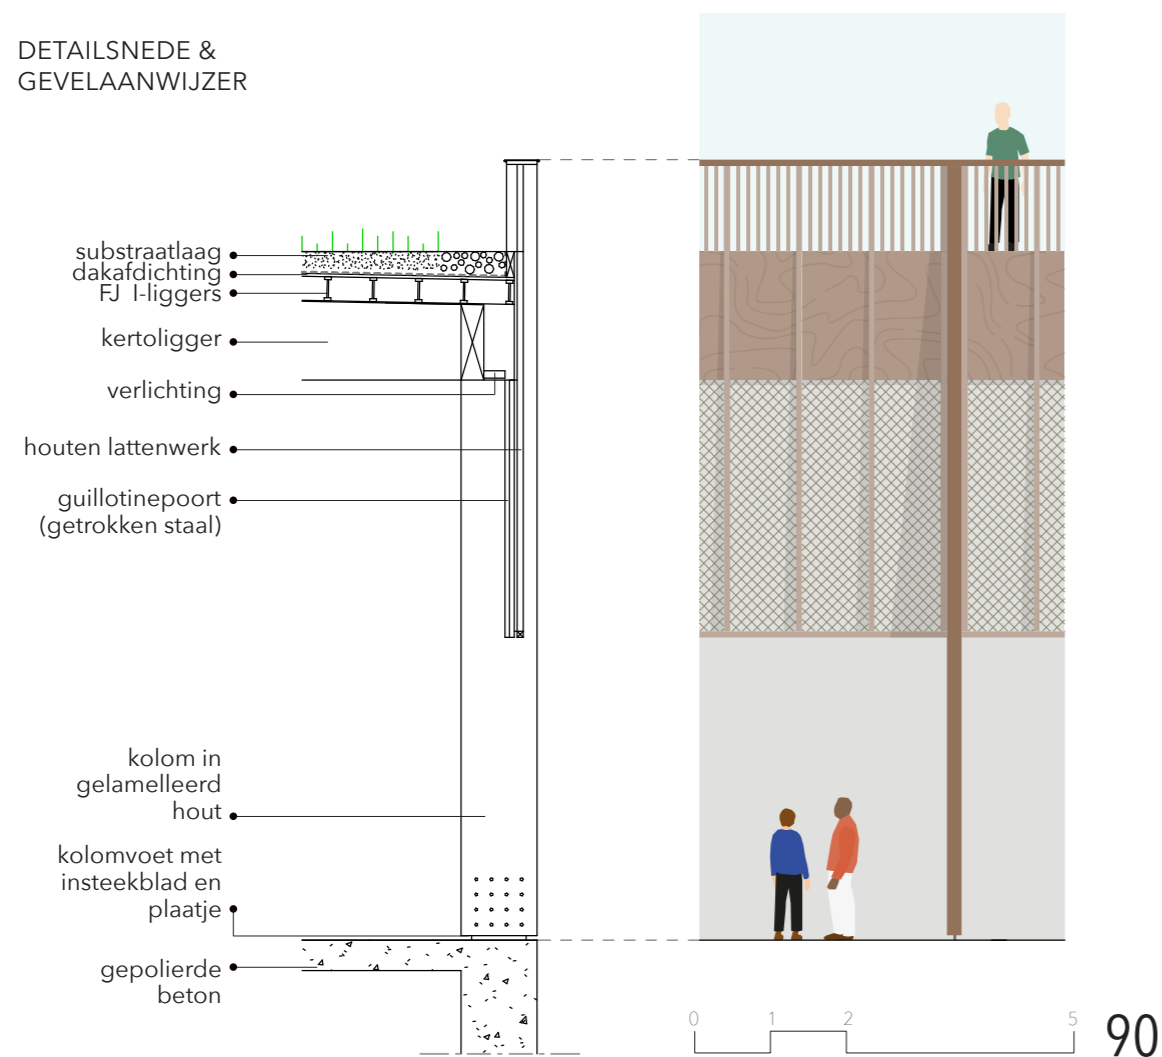 DETAILSNEDE &
GEVELAANWIJZER
substraatlaag
dakafdichting
FJ I-liggers
kertoligger
verlichting
houten lattenwerk
guillotinepoort
(getrokken staal)
kolom in
gelamelleerd
hout
kolomvoet met
insteekblad en
plaatje
gepolierde
beton
0 1 2 5
90